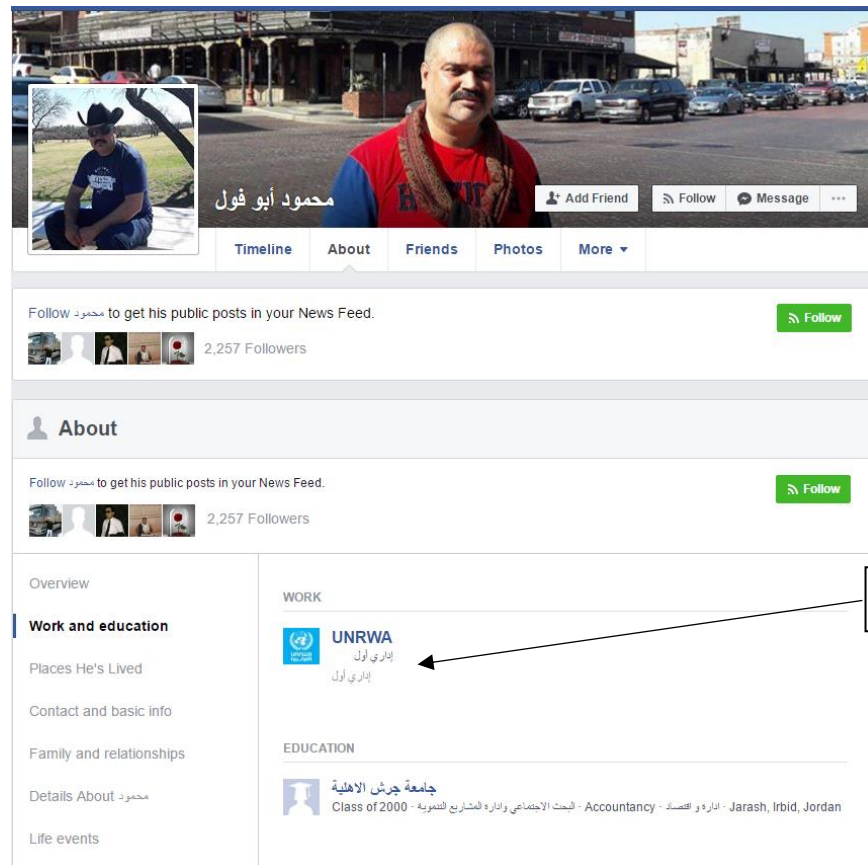 محمود أبو فول
Add Friend
Follow
Message
Timeline About Friends Photos More
Follow محمود to get his public posts in your News Feed.
Follow
2,257 Followers
About
Follow محمود to get his public posts in your News Feed.
Follow
2,257 Followers
Overview
Work and education
Places He's Lived
Contact and basic info
Family and relationships
Details About محمود
Life events
WORK
UNRWA
إداري أول
إداري أول
EDUCATION
جامعة جرش الاهلية
Class of 2000 · البحث الاجتماعي وادارة المشاريع التنموية · Accountancy · ادارة و اقتصاد · Jarash, Irbid, Jordan